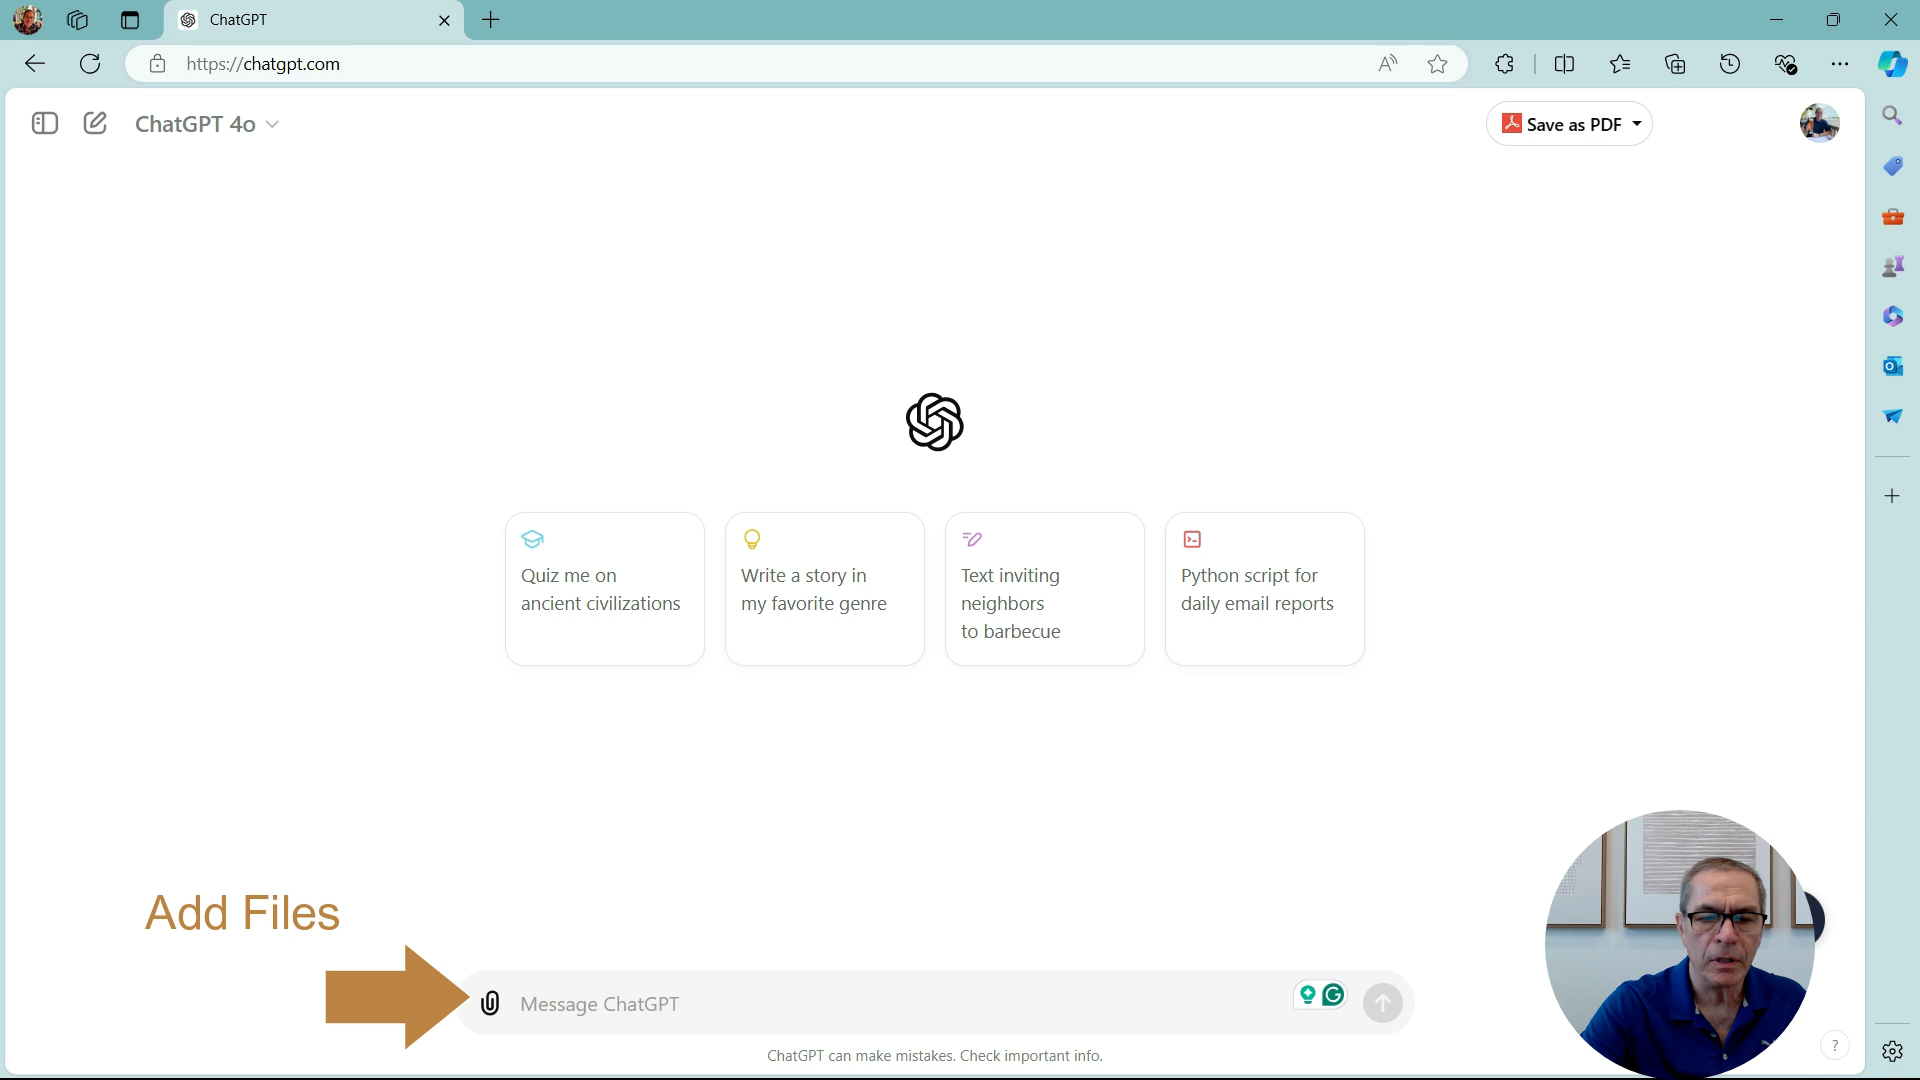 ChatGPT
https://chatgpt.com
ChatGPT 4o
Save as PDF
Quiz me on
ancient civilizations
Write a story in
my favorite genre
Text inviting
neighbors
to barbecue
Python script for
daily email reports
Add Files
Message ChatGPT
ChatGPT can make mistakes. Check important info.
?